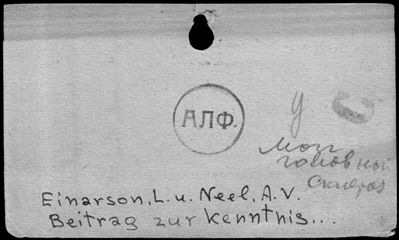 АЛФ.
у
мозг
головной
Einarson, L. u. Neel, A. V.
Beitrag zur Kenntnis...